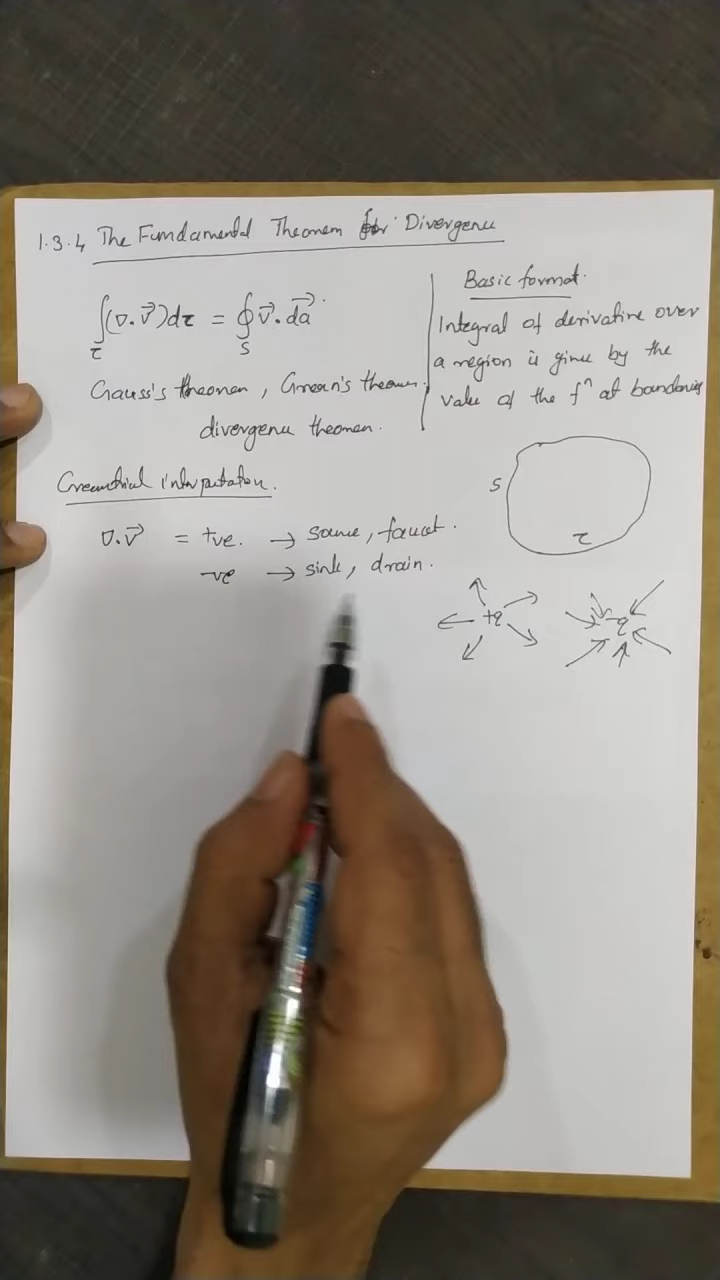 1.3.4 The Fundamental Theorem for Divergence
∫(∇.v⃗)dτ = ∮v⃗.da⃗
τ S
Gauss's theorem, Green's theorem,
divergence theorem.
Basic format.
Integral of derivative over
a region is given by the
value of the fⁿ at boundaries
Geometrical interpretation.
∇.v⃗ = +ve. → source, faucet.
-ve → sink, drain.
S
τ
+q
-q